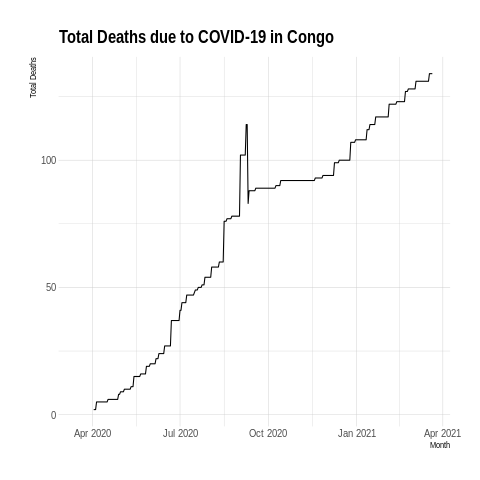 Total Deaths due to COVID-19 in Congo
Total Deaths
100
50
0
Apr 2020
Jul 2020
Oct 2020
Jan 2021
Apr 2021
Month